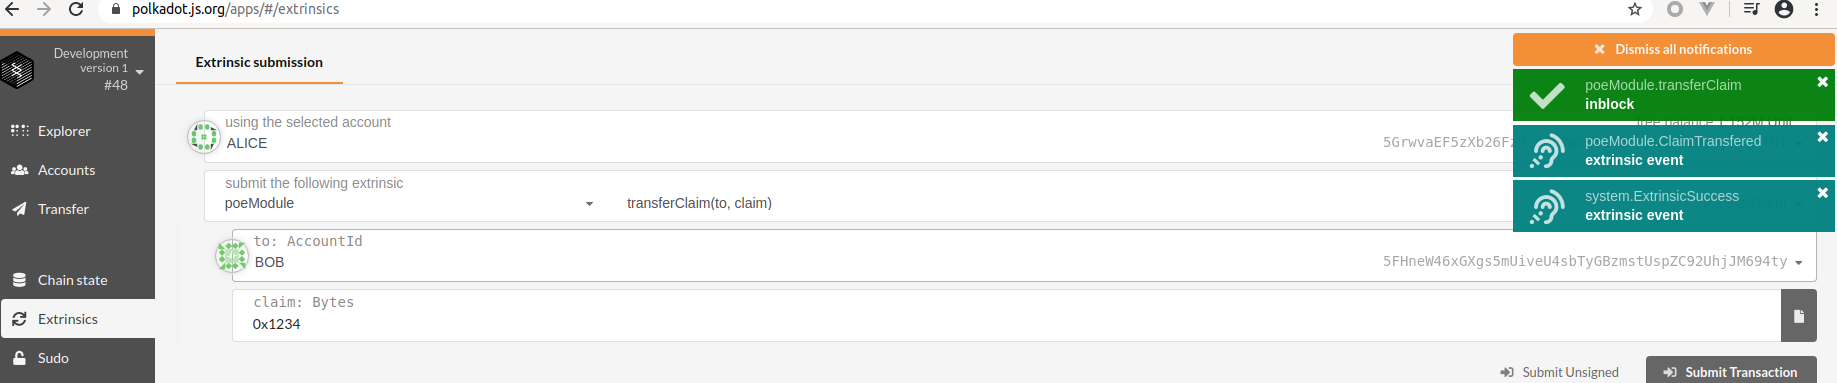 polkadot.js.org/apps/#/extrinsics
Development
version 1
#48
Explorer
Accounts
Transfer
Chain state
Extrinsics
Sudo
Extrinsic submission
using the selected account
ALICE
5GrwvaEF5zXb26F
submit the following extrinsic
poeModule
transferClaim(to, claim)
to: AccountId
BOB
5FHneW46xGXgs5mUiveU4sbTyGBzmstUspZC92UhjJM694ty
claim: Bytes
0x1234
Submit Unsigned
Submit Transaction
Dismiss all notifications
poeModule.transferClaim
inblock
poeModule.ClaimTransfered
extrinsic event
system.ExtrinsicSuccess
extrinsic event